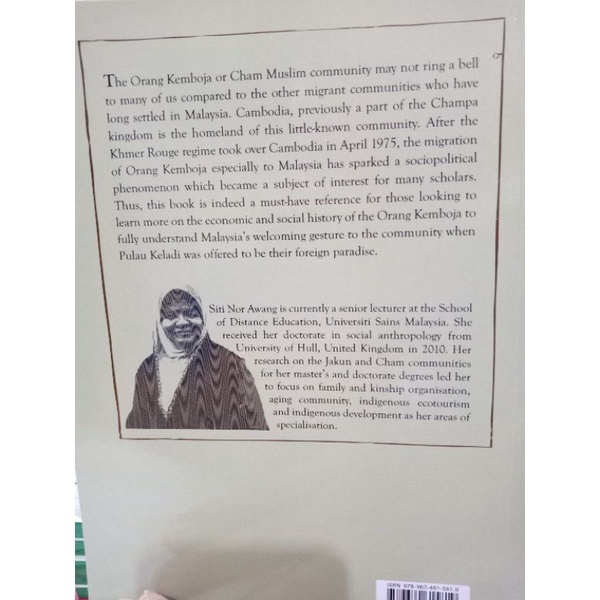 The Orang Kemboja or Cham Muslim community may not ring a bell
to many of us compared to the other migrant communities who have
long settled in Malaysia. Cambodia, previously a part of the Champa
kingdom is the homeland of this little-known community. After the
Khmer Rouge regime took over Cambodia in April 1975, the migration
of Orang Kemboja especially to Malaysia has sparked a sociopolitical
phenomenon which became a subject of interest for many scholars.
Thus, this book is indeed a must-have reference for those looking to
learn more on the economic and social history of the Orang Kemboja to
fully understand Malaysia's welcoming gesture to the community when
Pulau Keladi was offered to be their foreign paradise.
Siti Nor Awang is currently a senior lecturer at the School
of Distance Education, Universiti Sains Malaysia. She
received her doctorate in social anthropology from
University of Hull, United Kingdom in 2010. Her
research on the Jakun and Cham communities
for her master's and doctorate degrees led her
to focus on family and kinship organisation,
aging community, indigenous ecotourism
and indigenous development as her areas of
specialisation.
ISBN 978-967-461-591-0